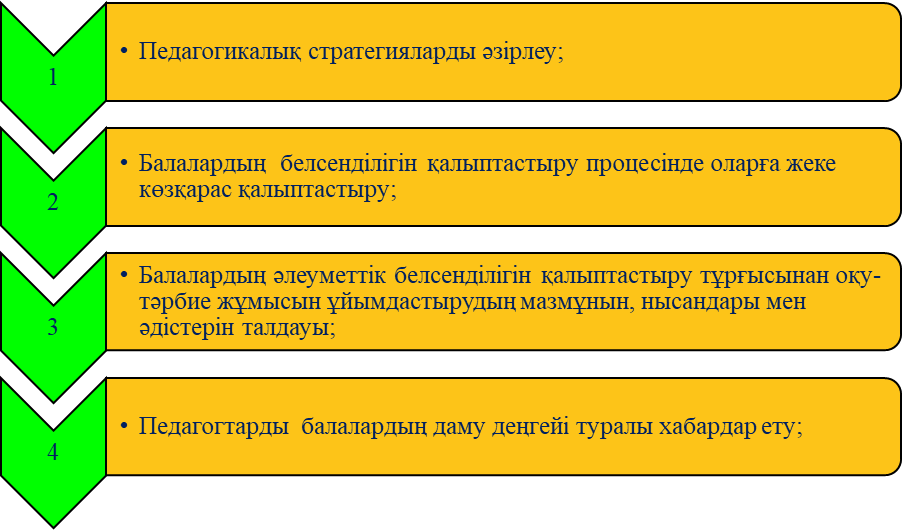 1
• Педагогикалық стратегияларды әзірлеу;
2
• Балалардың белсенділігін қалыптастыру процесінде оларға жеке
көзқарас қалыптастыру;
3
• Балалардың әлеуметтік белсенділігін қалыптастыру тұрғысынан оқу-
тәрбие жұмысын ұйымдастырудың мазмұнын, нысандары мен
әдістерін талдауы;
4
• Педагогтарды балалардың даму деңгейі туралы хабардар ету;